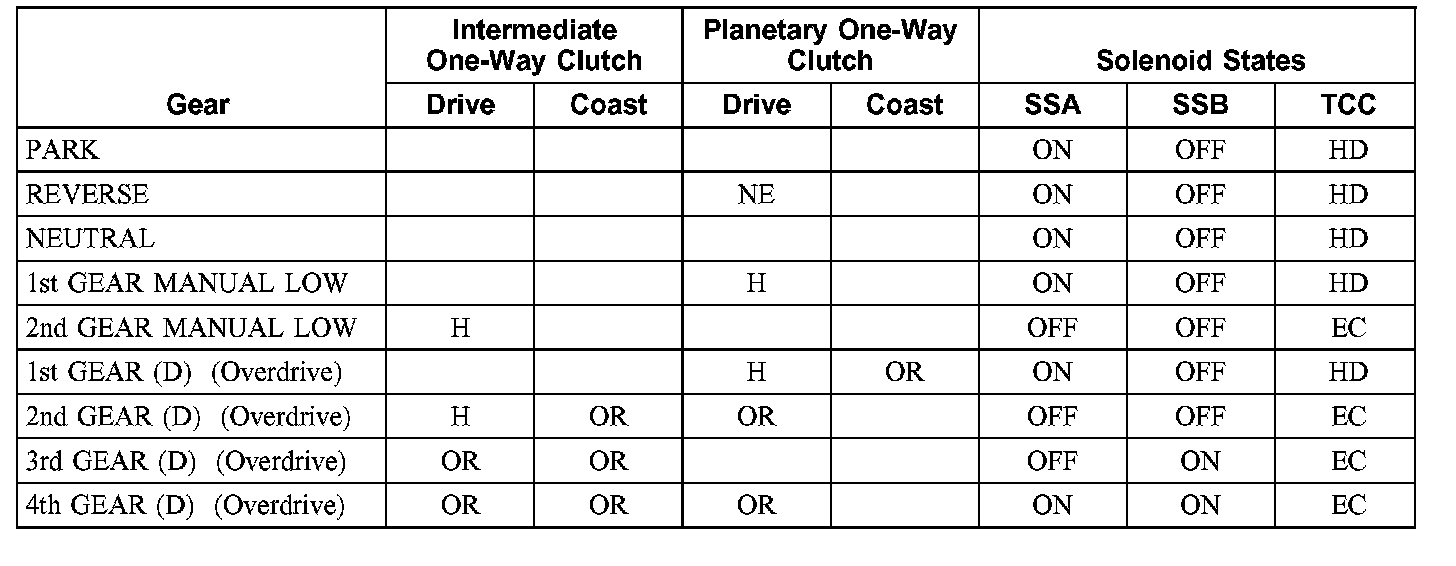 Intermediate
One-Way Clutch
Planetary One-Way
Clutch
Solenoid States
Gear Drive Coast Drive Coast SSA SSB TCC
PARK ON OFF HD
REVERSE NE ON OFF HD
NEUTRAL ON OFF HD
1st GEAR MANUAL LOW H ON OFF HD
2nd GEAR MANUAL LOW H OFF OFF EC
1st GEAR (D) (Overdrive) H OR ON OFF HD
2nd GEAR (D) (Overdrive) H OR OR OFF OFF EC
3rd GEAR (D) (Overdrive) OR OR OFF ON EC
4th GEAR (D) (Overdrive) OR OR OR ON ON EC